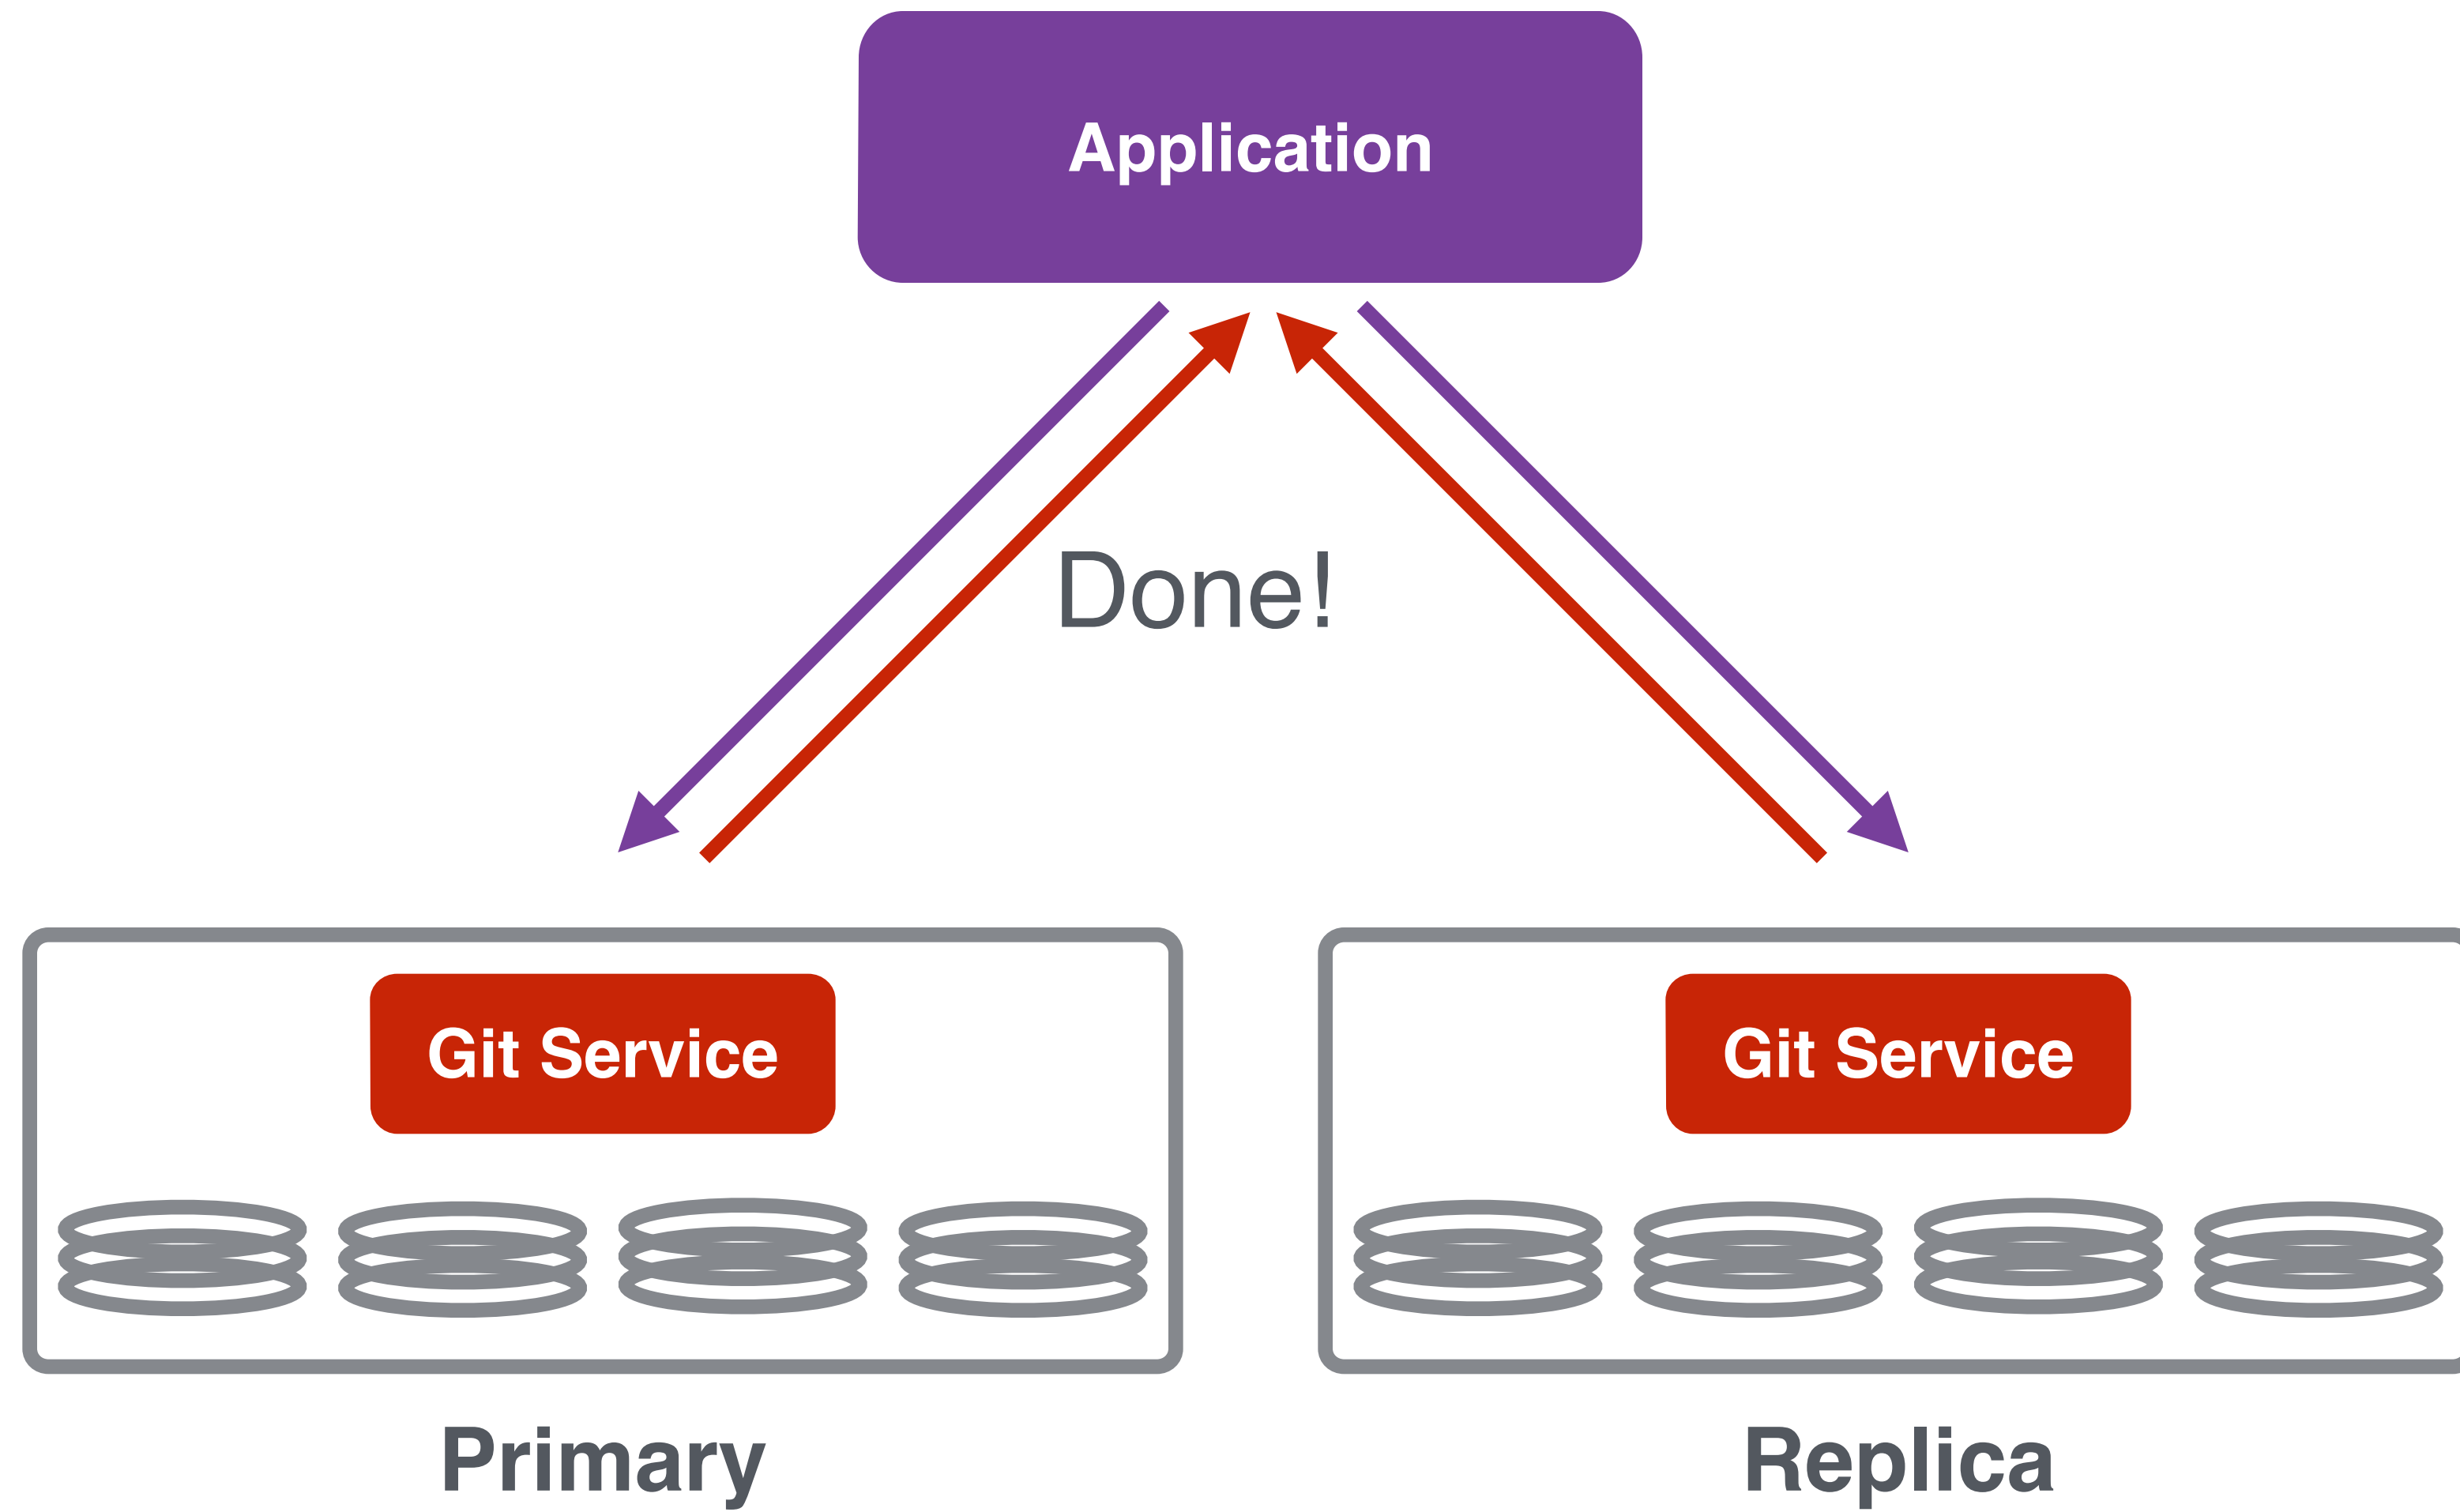 Application
Done!
Git Service
Git Service
Primary
Replica